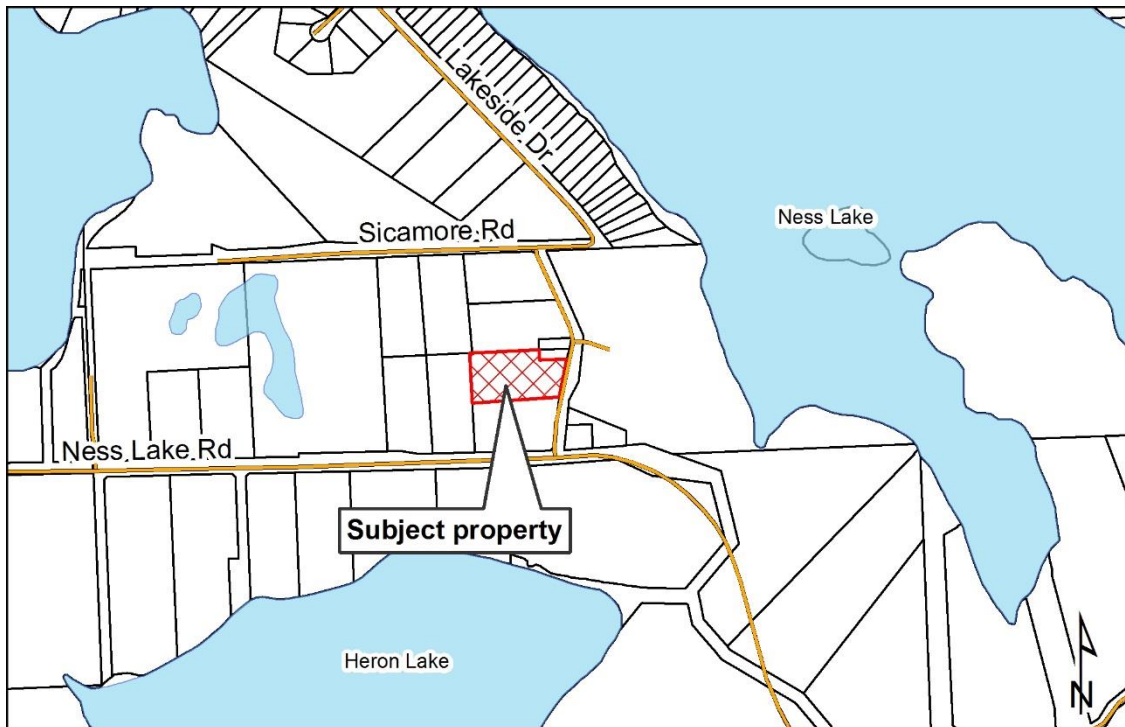 Lakeside Dr
Ness Lake
Sicamore Rd
Ness Lake Rd
Subject property
Heron Lake
N